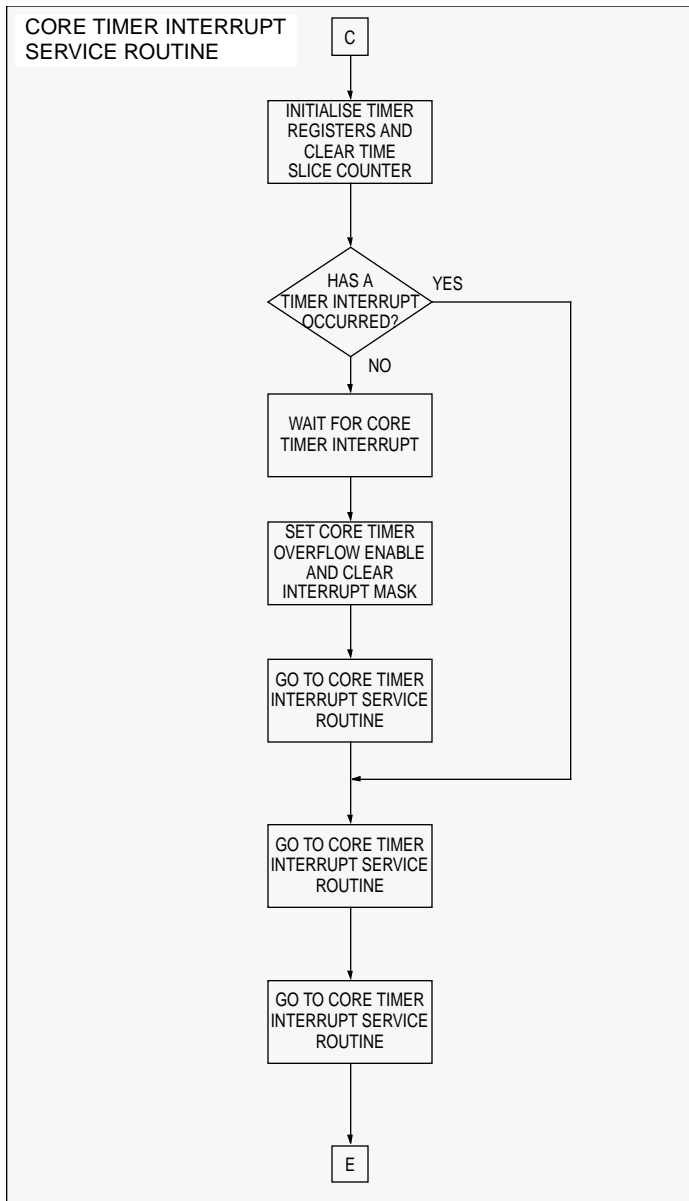 CORE TIMER INTERRUPT
SERVICE ROUTINE
C
INITIALISE TIMER
REGISTERS AND
CLEAR TIME
SLICE COUNTER
HAS A
TIMER INTERRUPT
OCCURRED?
YES
NO
WAIT FOR CORE
TIMER INTERRUPT
SET CORE TIMER
OVERFLOW ENABLE
AND CLEAR
INTERRUPT MASK
GO TO CORE TIMER
INTERRUPT SERVICE
ROUTINE
GO TO CORE TIMER
INTERRUPT SERVICE
ROUTINE
GO TO CORE TIMER
INTERRUPT SERVICE
ROUTINE
E